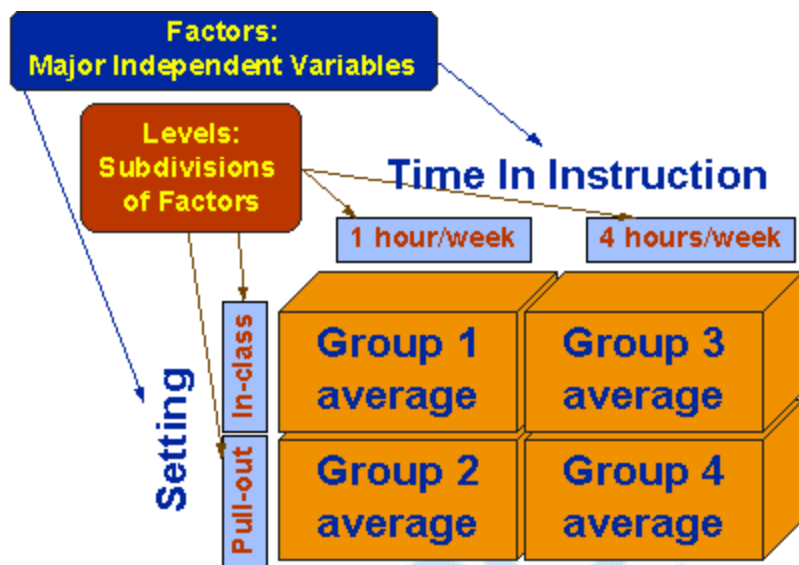 Factors:
Major Independent Variables
Levels:
Subdivisions
of Factors
Time In Instruction
1 hour/week
4 hours/week
Setting
In-class
Group 1
average
Group 3
average
Pull-out
Group 2
average
Group 4
average